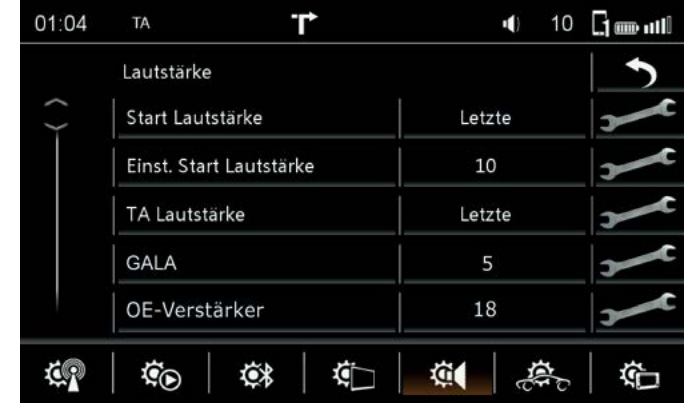 01:04 TA 10 1
Lautstärke
Start Lautstärke Letzte
Einst. Start Lautstärke 10
TA Lautstärke Letzte
GALA 5
OE-Verstärker 18